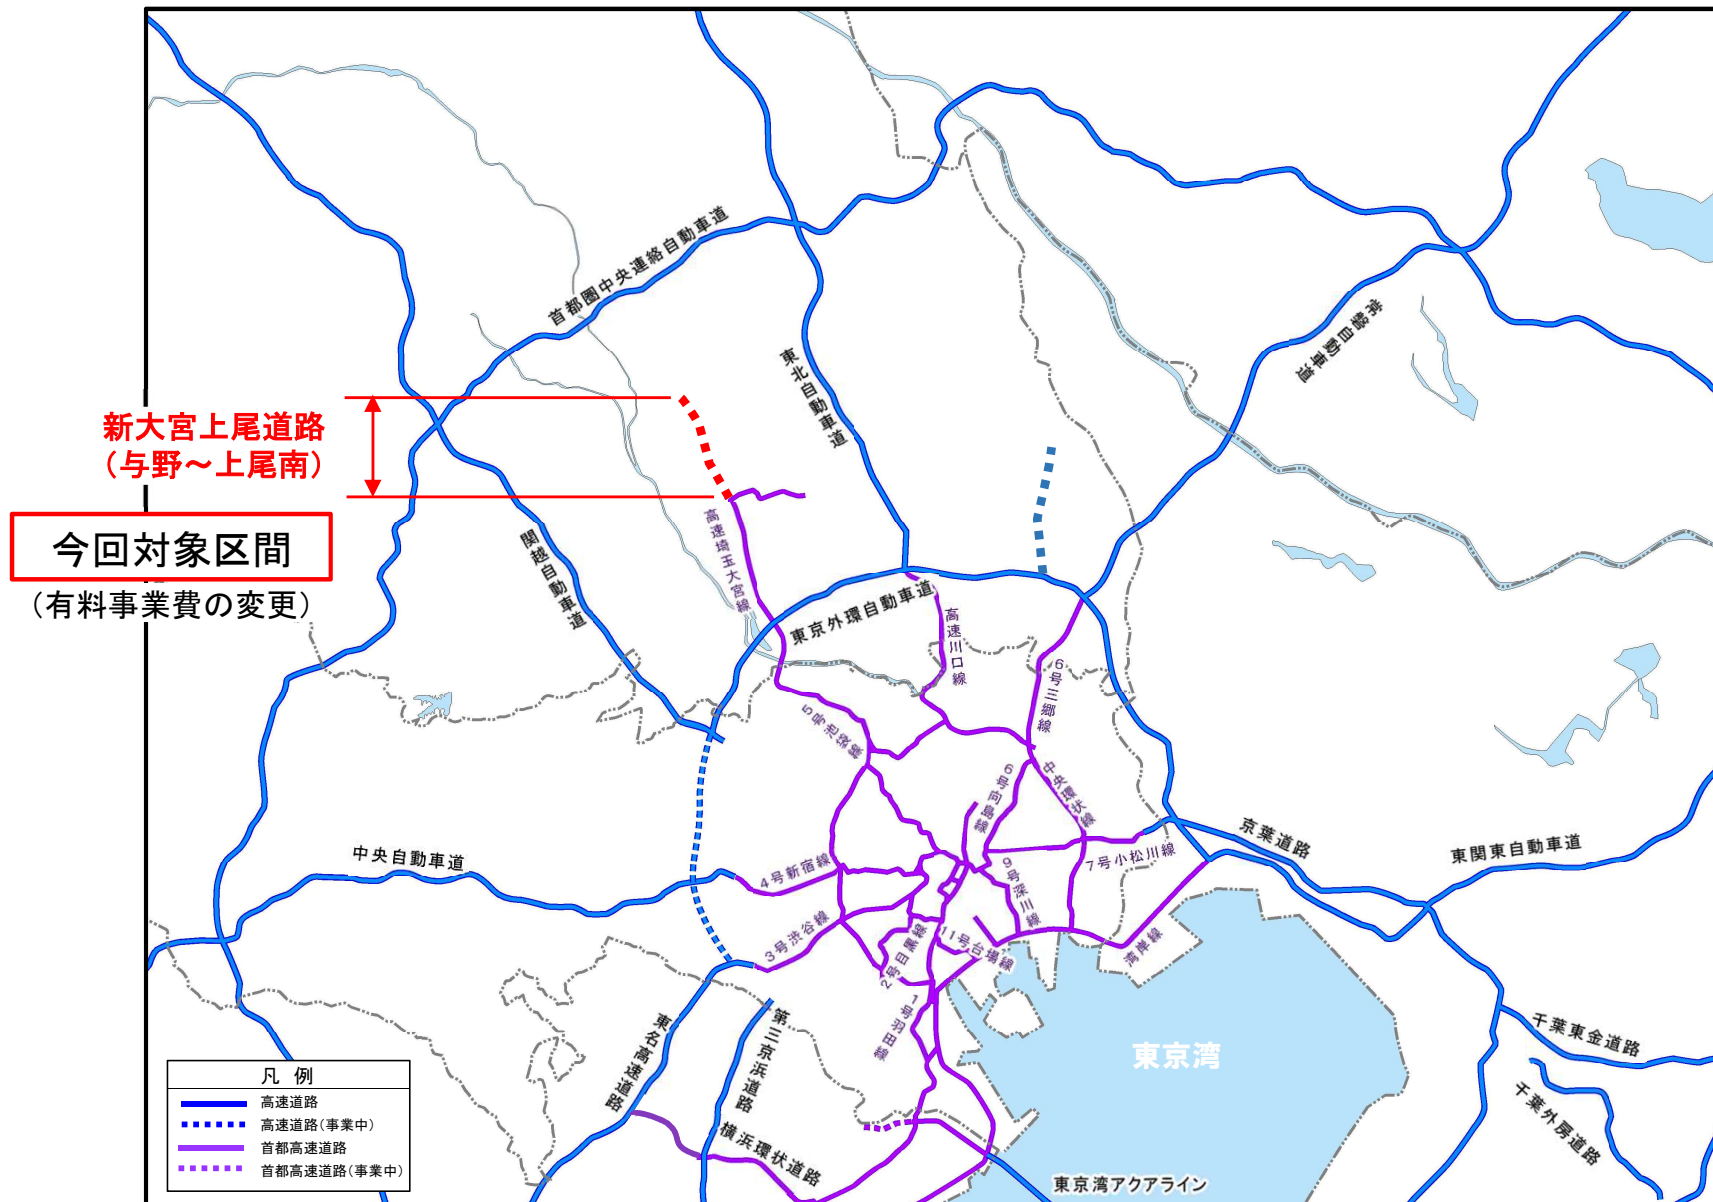 首都圏中央連絡自動車道
東北自動車道
常磐自動車道
新大宮上尾道路
（与野～上尾南）
今回対象区間
（有料事業費の変更）
関越自動車道
高速埼玉大宮線
東京外環自動車道
高速川口線
6号三郷線
5号池袋線
6号向島線
中央環状線
中央自動車道
4号新宿線
9号深川線
7号小松川線
京葉道路
東関東自動車道
3号渋谷線
2号目黒線
11号台場線
湾岸線
1号羽田線
東名高速道路
第三京浜道路
東京湾
千葉東金道路
千葉外房道路
横浜環状道路
東京湾アクアライン
凡 例
高速道路
高速道路(事業中)
首都高速道路
首都高速道路(事業中)